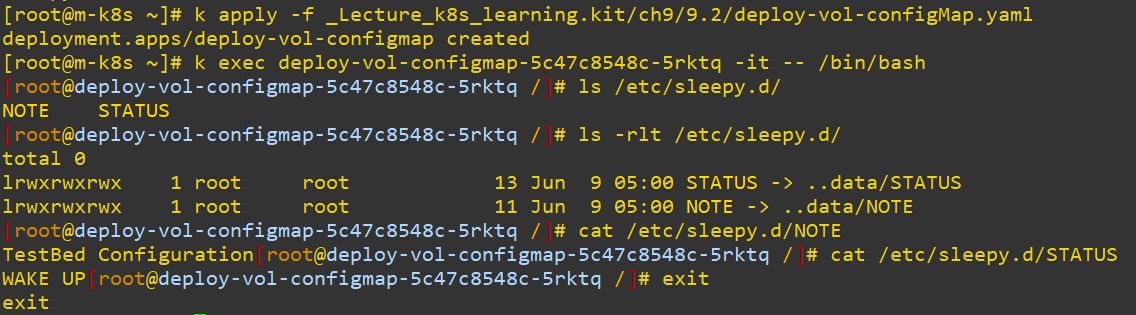 [root@m-k8s ~]# k apply -f _Lecture_k8s_learning.kit/ch9/9.2/deploy-vol-configMap.yaml
deployment.apps/deploy-vol-configmap created
[root@m-k8s ~]# k exec deploy-vol-configmap-5c47c8548c-5rktq -it -- /bin/bash
[root@deploy-vol-configmap-5c47c8548c-5rktq /]# ls /etc/sleepy.d/
NOTE    STATUS
[root@deploy-vol-configmap-5c47c8548c-5rktq /]# ls -rlt /etc/sleepy.d/
total 0
lrwxrwxrwx    1 root     root            13 Jun  9 05:00 STATUS -> ..data/STATUS
lrwxrwxrwx    1 root     root            11 Jun  9 05:00 NOTE -> ..data/NOTE
[root@deploy-vol-configmap-5c47c8548c-5rktq /]# cat /etc/sleepy.d/NOTE
TestBed Configuration[root@deploy-vol-configmap-5c47c8548c-5rktq /]# cat /etc/sleepy.d/STATUS
WAKE UP[root@deploy-vol-configmap-5c47c8548c-5rktq /]# exit
exit